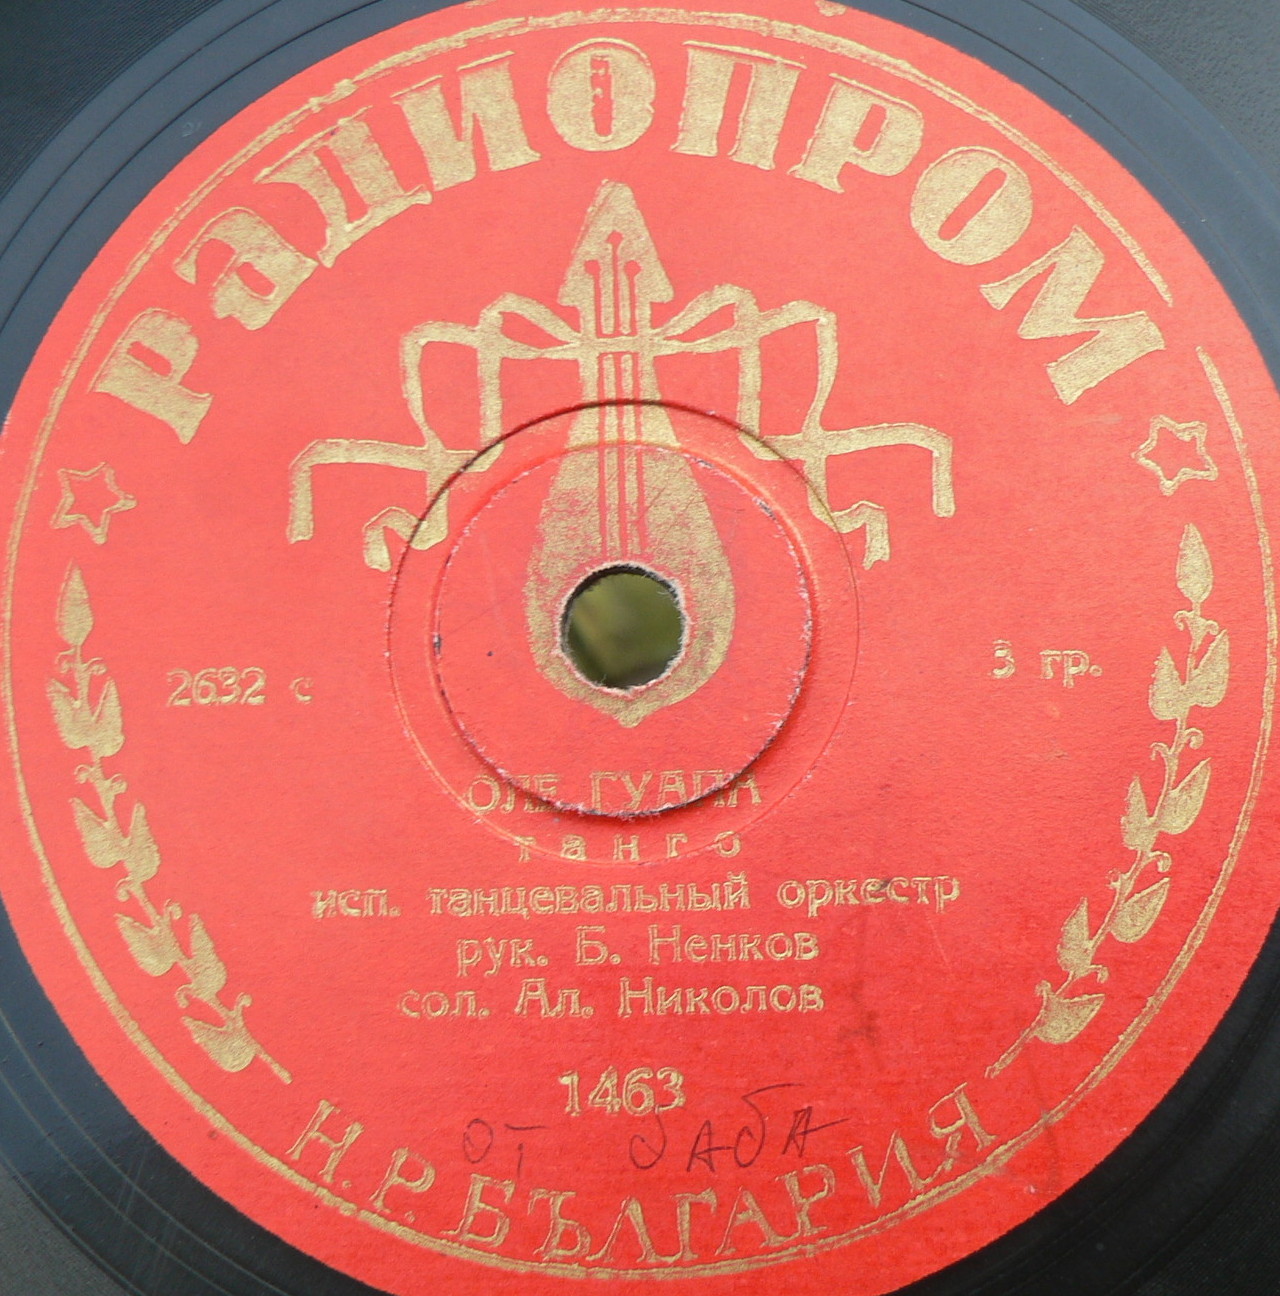 РАДИОПРОМ
2632 с
3 гр.
ОЛЕ ГУАПА
танго
исп. танцевальный оркестр
рук. Б. Ненков
сол. Ал. Николов
1463
от баба
Н.Р. БЪЛГАРИЯ